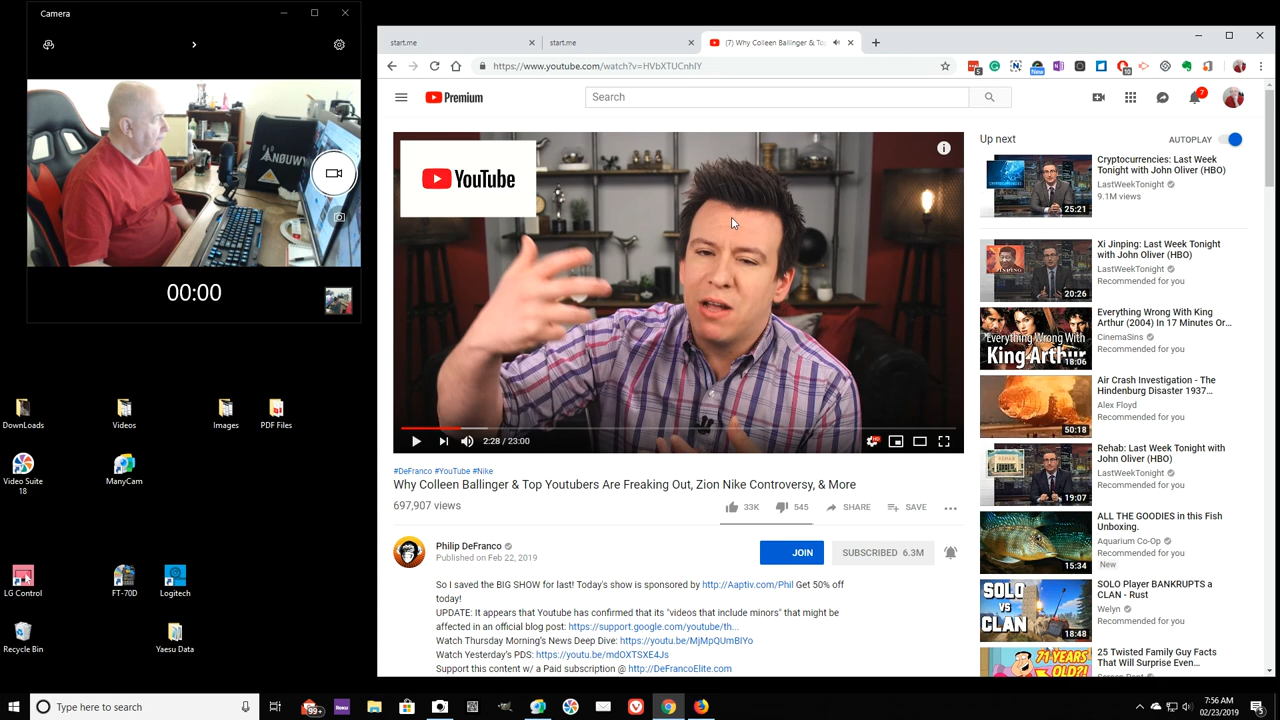 Camera
00:00
DownLoads
Videos
Images
PDF Files
Video Suite
18
ManyCam
LG Control
FT-70D
Logitech
Recycle Bin
Yaesu Data
start.me
start.me
(7) Why Colleen Ballinger & To
https://www.youtube.com/watch?v=HVbXTUCnhIY
Premium
Search
7
YouTube
2:28 / 23:00
#DeFranco #YouTube #Nike
Why Colleen Ballinger & Top Youtubers Are Freaking Out, Zion Nike Controversy, & More
697,907 views
33K
545
SHARE
SAVE
Philip DeFranco
Published on Feb 22, 2019
JOIN
SUBSCRIBED 6.3M
So I saved the BIG SHOW for last! Today's show is sponsored by http://Aaptiv.com/Phil Get 50% off
today!
UPDATE: It appears that Youtube has confirmed that its "videos that include minors" that might be
affected in an official blog post: https://support.google.com/youtube/th...
Watch Thursday Morning's News Deep Dive: https://youtu.be/MjMpQUmBIYo
Watch Yesterday's PDS: https://youtu.be/mdOXTSXE4Js
Support this content w/ a Paid subscription @ http://DeFrancoElite.com
Up next
AUTOPLAY
25:21
Cryptocurrencies: Last Week
Tonight with John Oliver (HBO)
LastWeekTonight
9.1M views
20:26
Xi Jinping: Last Week Tonight
with John Oliver (HBO)
LastWeekTonight
Recommended for you
Everything Wrong With
King Arthur
18:06
Everything Wrong With King
Arthur (2004) In 17 Minutes Or...
CinemaSins
Recommended for you
50:18
Air Crash Investigation - The
Hindenburg Disaster 1937...
Alex Floyd
Recommended for you
REHAB
19:07
Rehab: Last Week Tonight with
John Oliver (HBO)
LastWeekTonight
Recommended for you
15:34
ALL THE GOODIES in this Fish
Unboxing.
Aquarium Co-Op
Recommended for you
New
SOLO
VS
CLAN
18:48
SOLO Player BANKRUPTS a
CLAN - Rust
Welyn
Recommended for you
71-YEARS
OLD?!
25 Twisted Family Guy Facts
That Will Surprise Even...
Type here to search
99+
Roku
7:56 AM
02/23/2019
5